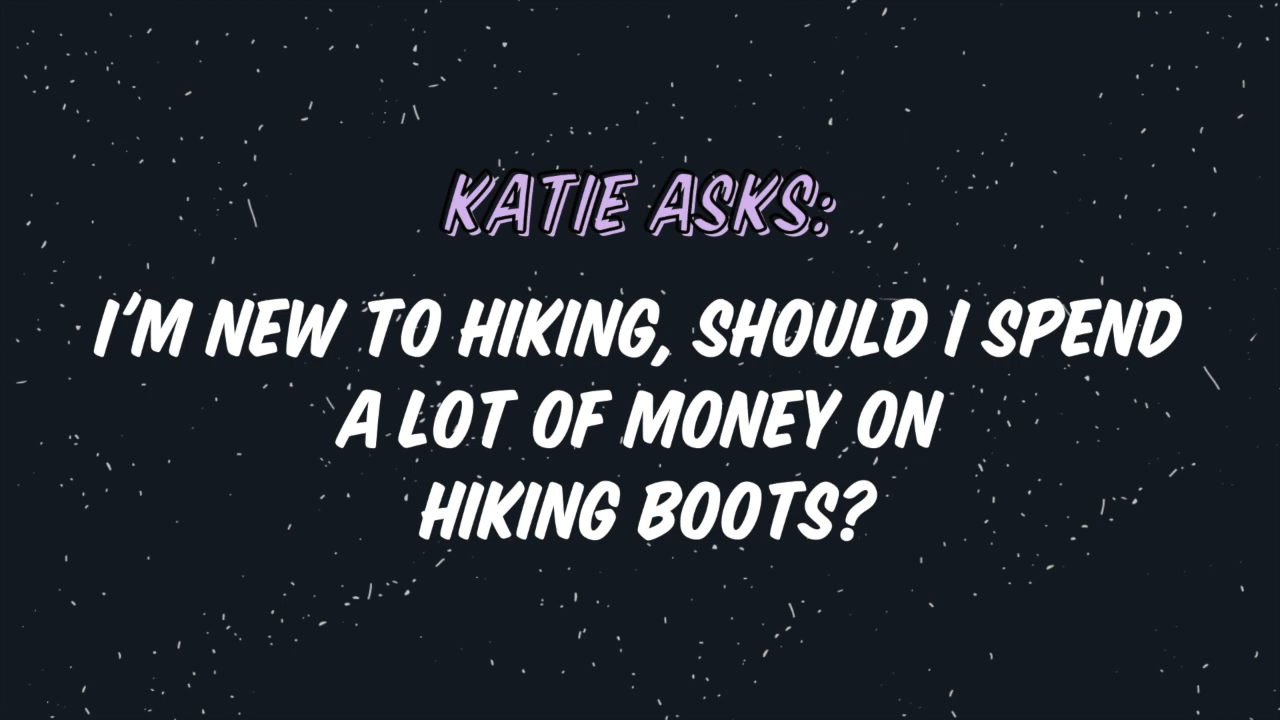 KATIE ASKS:
I'M NEW TO HIKING, SHOULD I SPEND
A LOT OF MONEY ON
HIKING BOOTS?